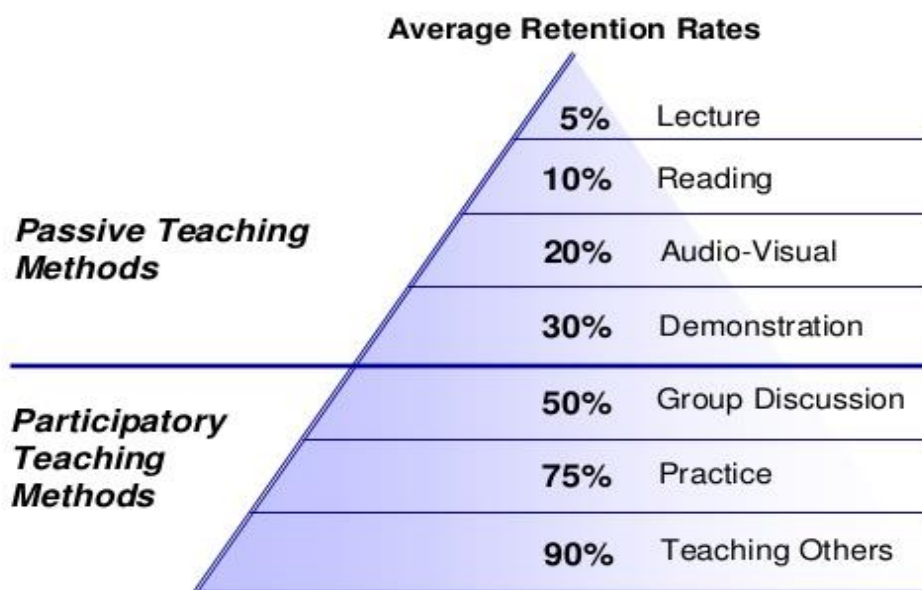 Average Retention Rates
5% Lecture
10% Reading
Passive Teaching
Methods
20% Audio-Visual
30% Demonstration
Participatory
Teaching
Methods
50% Group Discussion
75% Practice
90% Teaching Others